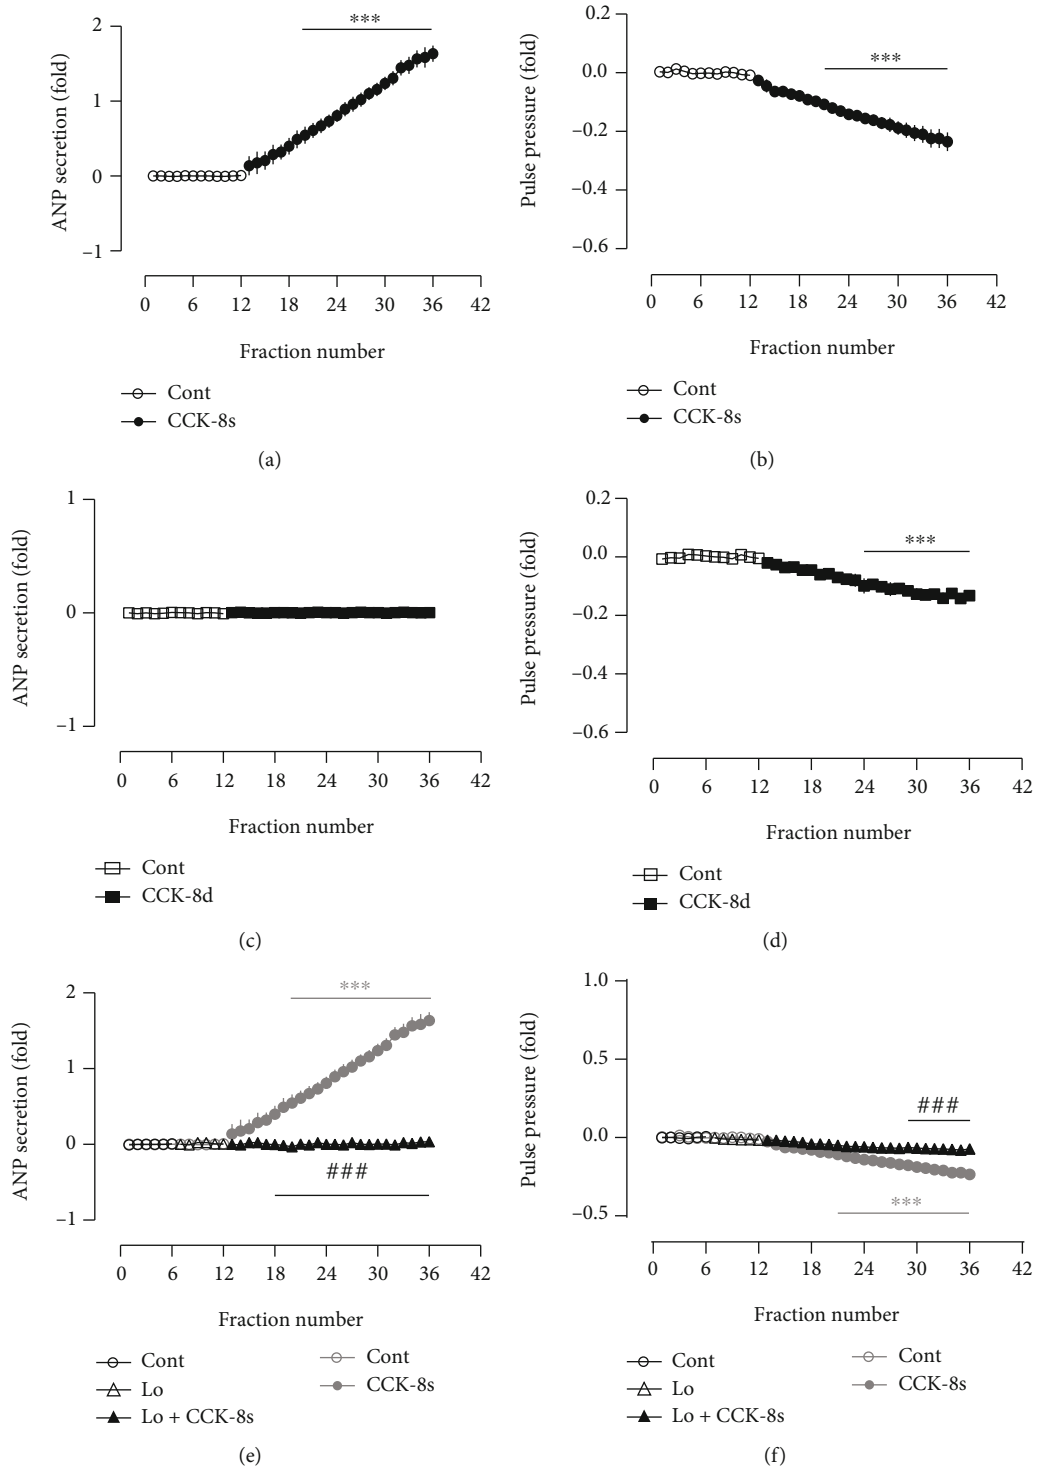 ***
2
1
0
−1
ANP secretion (fold)
0 6 12 18 24 30 36 42
Fraction number
Cont
CCK-8s
(a)
***
0.2
0.0
−0.2
−0.4
−0.6
Pulse pressure (fold)
0 6 12 18 24 30 36 42
Fraction number
Cont
CCK-8s
(b)
1
0
−1
ANP secretion (fold)
0 6 12 18 24 30 36 42
Fraction number
Cont
CCK-8d
(c)
***
0.2
0.0
−0.2
−0.4
−0.6
Pulse pressure (fold)
0 6 12 18 24 30 36 42
Fraction number
Cont
CCK-8d
(d)
***
2
1
0
−1
ANP secretion (fold)
###
0 6 12 18 24 30 36 42
Fraction number
Cont
Lo
Lo + CCK-8s
Cont
CCK-8s
(e)
1.0
0.5
0.0
−0.5
Pulse pressure (fold)
###
***
0 6 12 18 24 30 36 42
Fraction number
Cont
Lo
Lo + CCK-8s
Cont
CCK-8s
(f)